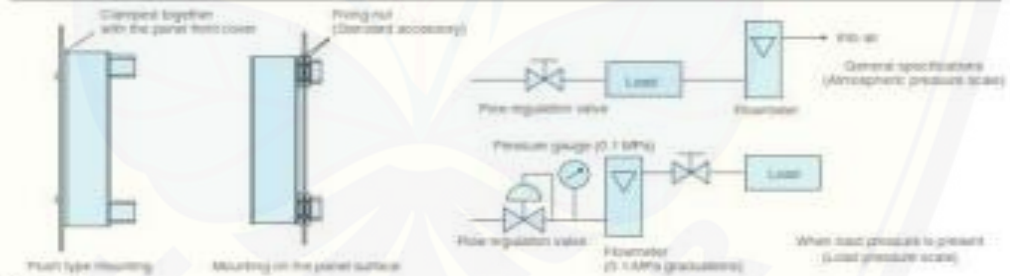 Clamped together
with the panel front cover
Fixing nut
(Standard accessory)
Flush type mounting
Mounting on the panel surface
Load
Into air
General specifications
(Atmospheric pressure scale)
Flow regulation valve
Flowmeter
Pressure gauge (0.1 MPa)
Load
Flow regulation valve
Flowmeter
(0.1 MPa graduations)
When load pressure is present
(Load pressure scale)